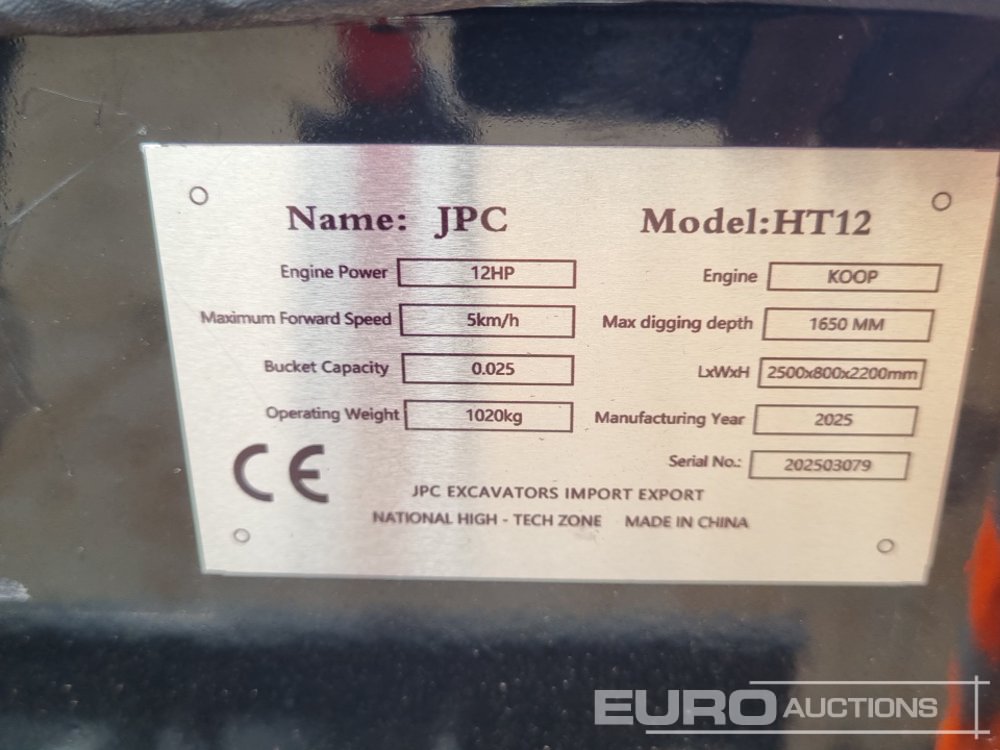 Name: JPC Model:HT12
Engine Power 12HP Engine KOOP
Maximum Forward Speed 5km/h Max digging depth 1650 MM
Bucket Capacity 0.025 LxWxH 2500x800x2200mm
Operating Weight 1020kg Manufacturing Year 2025
Serial No.: 202503079
CE
JPC EXCAVATORS IMPORT EXPORT
NATIONAL HIGH - TECH ZONE MADE IN CHINA
EURO AUCTIONS